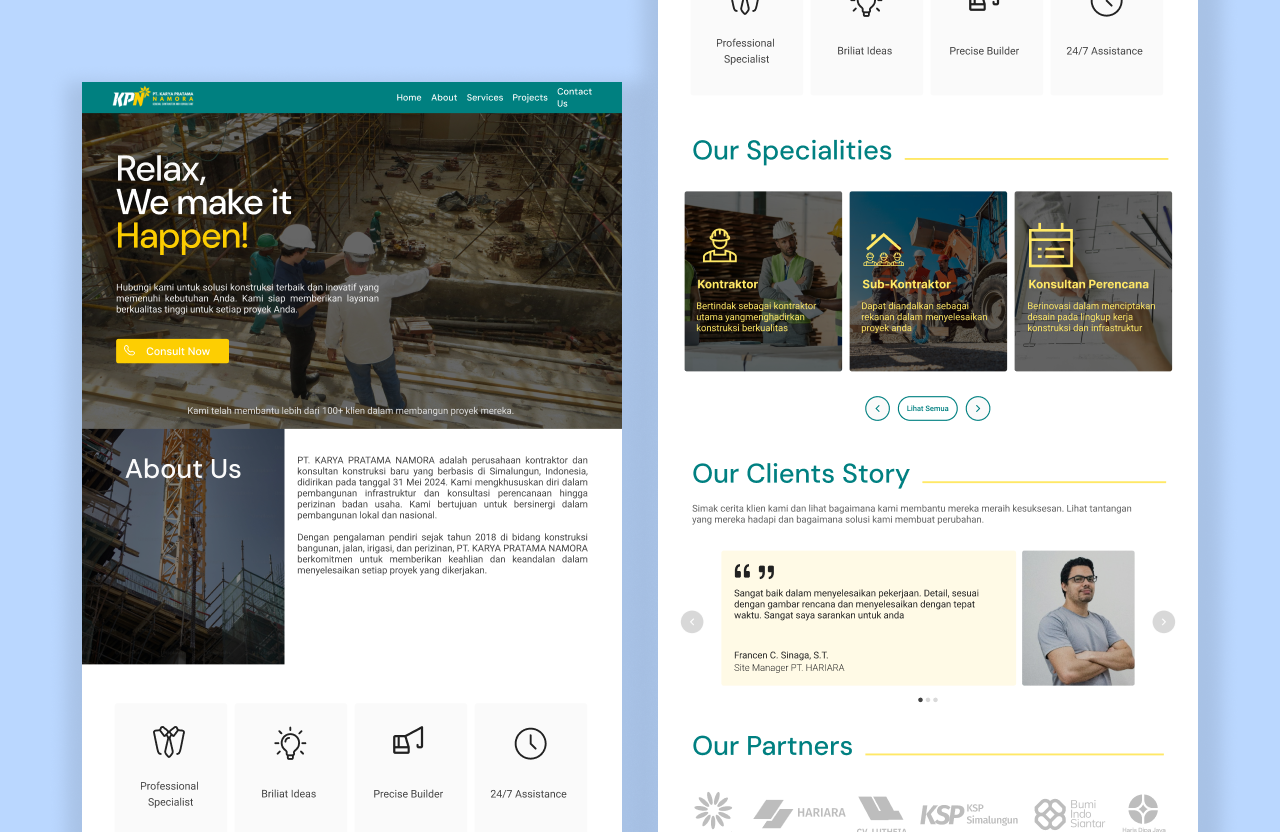 KPN PT. KARYA PRATAMA
NAMORA
Home About Services Projects Contact
Us
Relax,
We make it
Happen!
Hubungi kami untuk solusi konstruksi terbaik dan inovatif yang
memenuhi kebutuhan Anda. Kami siap memberikan layanan
berkualitas tinggi untuk setiap proyek Anda.
Consult Now
Kami telah membantu lebih dari 100+ klien dalam membangun proyek mereka.
About Us
PT. KARYA PRATAMA NAMORA adalah perusahaan kontraktor dan
konsultan konstruksi baru yang berbasis di Simalungun, Indonesia,
didirikan pada tanggal 31 Mei 2024. Kami mengkhususkan diri dalam
pembangunan infrastruktur dan konsultasi perencanaan hingga
perizinan badan usaha. Kami bertujuan untuk bersinergi dalam
pembangunan lokal dan nasional.
Dengan pengalaman pendiri sejak tahun 2018 di bidang konstruksi
bangunan, jalan, irigasi, dan perizinan, PT. KARYA PRATAMA NAMORA
berkomitmen untuk memberikan keahlian dan keandalan dalam
menyelesaikan setiap proyek yang dikerjakan.
Professional
Specialist
Briliat Ideas
Precise Builder
24/7 Assistance
Professional
Specialist
Briliat Ideas
Precise Builder
24/7 Assistance
Our Specialities
Kontraktor
Bertindak sebagai kontraktor
utama yangmenghadirkan
konstruksi berkualitas
Sub-Kontraktor
Dapat diandalkan sebagai
rekanan dalam menyelesaikan
proyek anda
Konsultan Perencana
Berinovasi dalam menciptakan
desain pada lingkup kerja
konstruksi dan infrastruktur
Lihat Semua
Our Clients Story
Simak cerita klien kami dan lihat bagaimana kami membantu mereka meraih kesuksesan. Lihat tantangan
yang mereka hadapi dan bagaimana solusi kami membuat perubahan.
Sangat baik dalam menyelesaikan pekerjaan. Detail, sesuai
dengan gambar rencana dan menyelesaikan dengan tepat
waktu. Sangat saya sarankan untuk anda
Francen C. Sinaga, S.T.
Site Manager PT. HARIARA
Our Partners
HARIARA
CV. LUTHSIA
KSP KSP
Simalungun
Bumi
Indo
Siantar
Haris Dipa Jaya